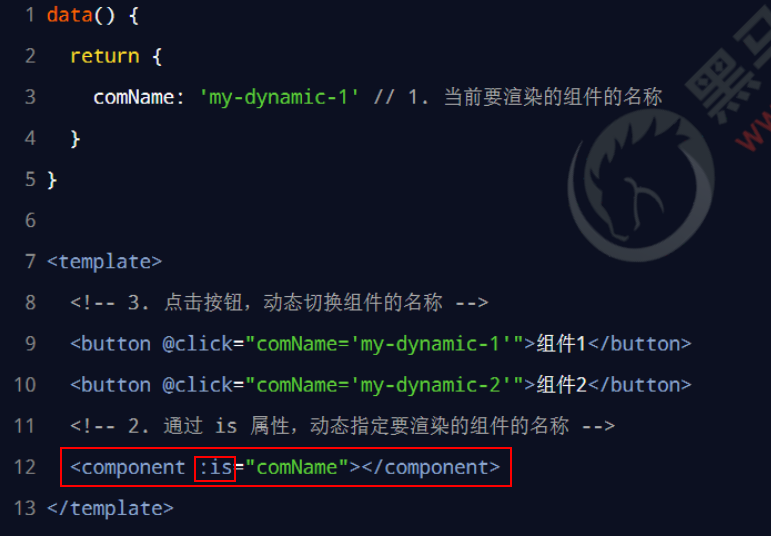 1 data() {
2 return {
3 comName: 'my-dynamic-1' // 1. 当前要渲染的组件的名称
4 }
5 }
6
7 <template>
8 <!-- 3. 点击按钮，动态切换组件的名称 -->
9 <button @click="comName='my-dynamic-1'">组件1</button>
10 <button @click="comName='my-dynamic-2'">组件2</button>
11 <!-- 2. 通过 is 属性，动态指定要渲染的组件的名称 -->
12 <component :is="comName"></component>
13 </template>
黑马